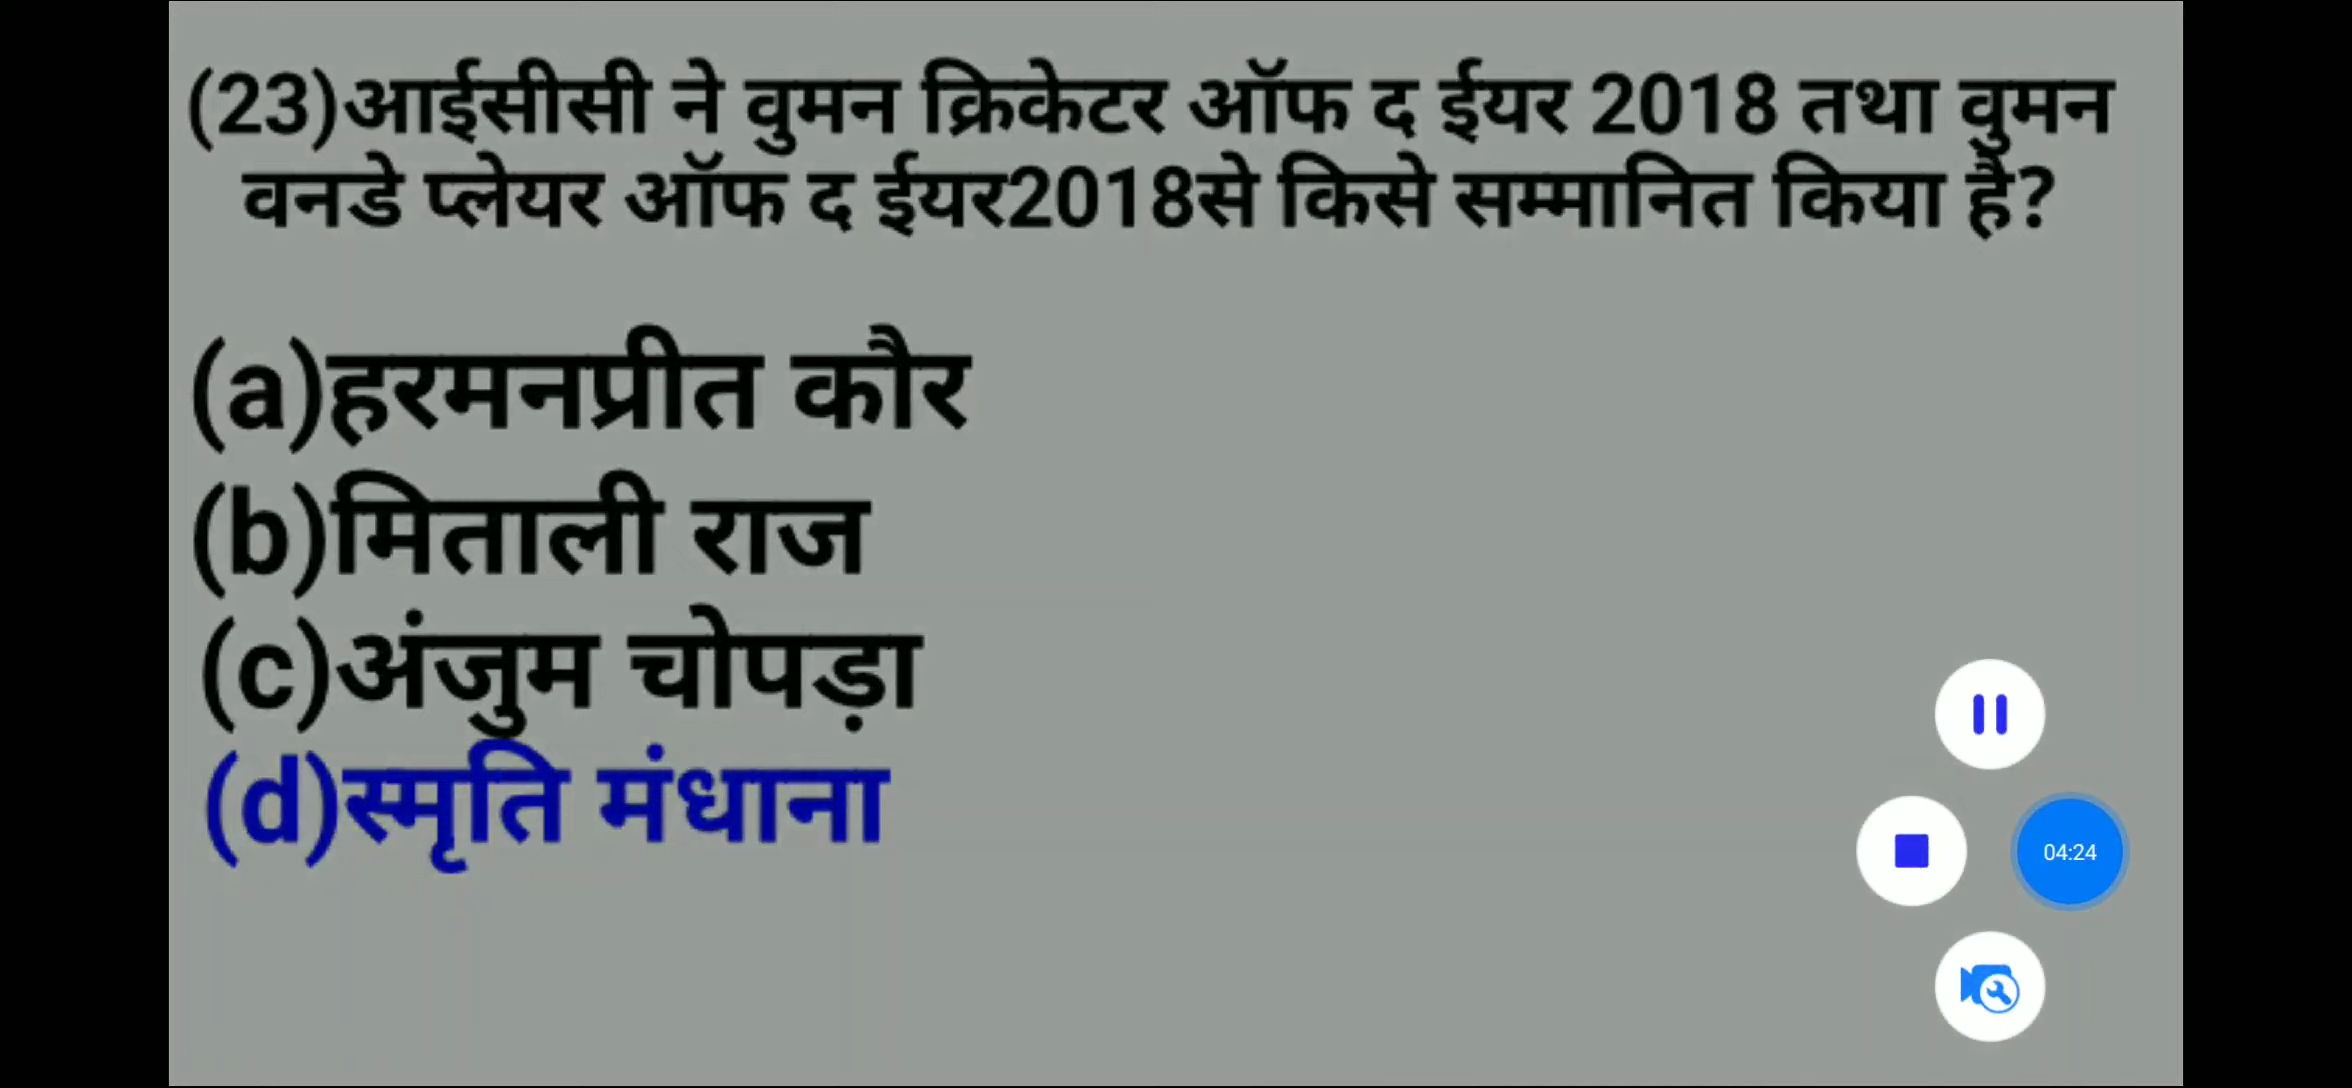 (23)आईसीसी ने वुमन क्रिकेटर ऑफ द ईयर 2018 तथा वुमन
वनडे प्लेयर ऑफ द ईयर2018से किसे सम्मानित किया है?
(a)हरमनप्रीत कौर
(b)मिताली राज
(c)अंजुम चोपड़ा
(d)स्मृति मंधाना
04:24